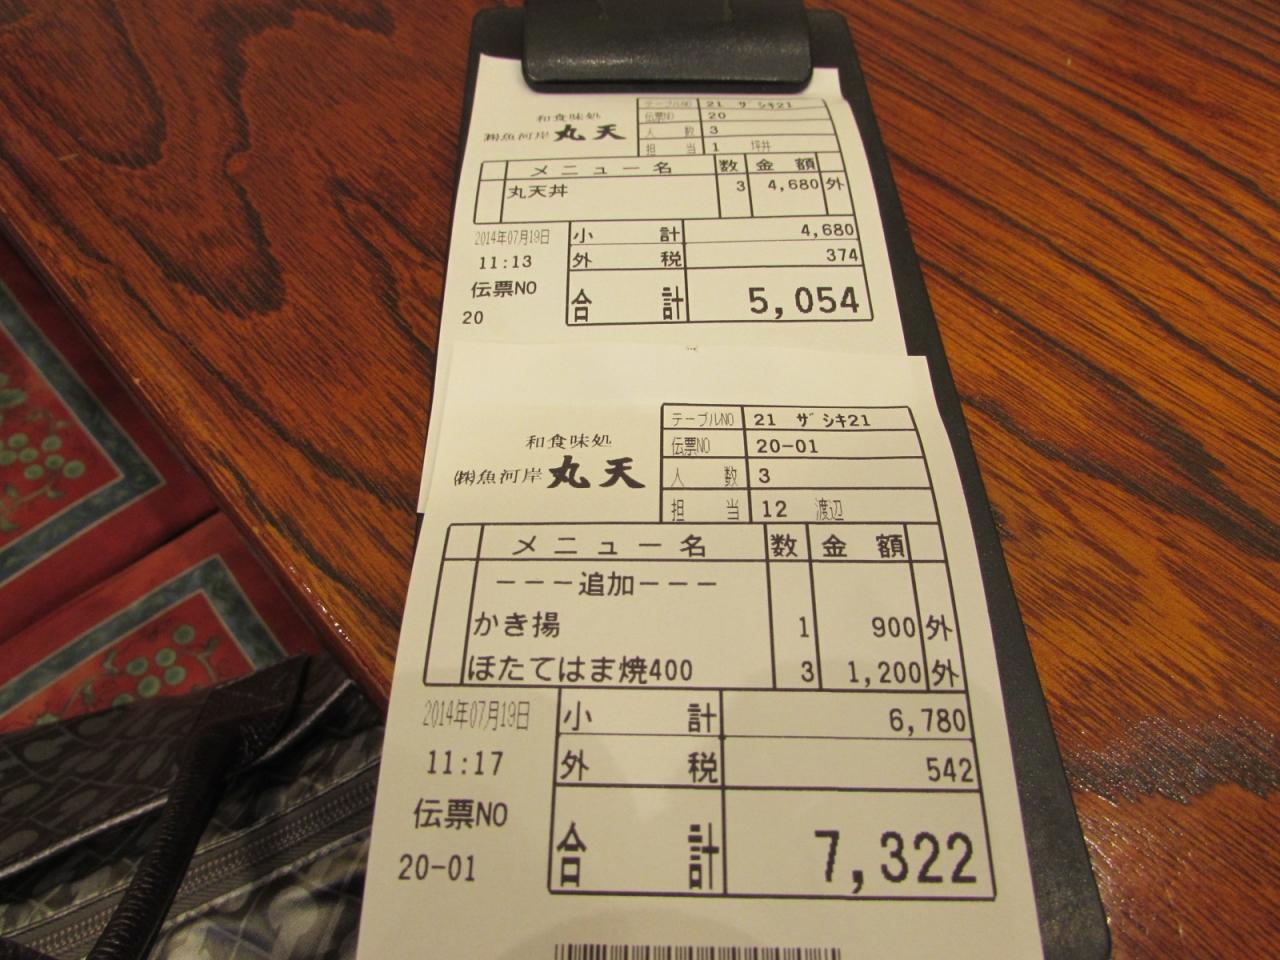 和食味処
㈱魚河岸 丸天
テーブルNO 21 ザシキ21
伝票NO 20
人数 3
担当 1 坪井
メニュー名 数 金額
丸天丼 3 4,680 外
2014年07月19日
11:13
伝票NO
20
小計 4,680
外税 374
合計 5,054
和食味処
㈱魚河岸 丸天
テーブルNO 21 ザシキ21
伝票NO 20-01
人数 3
担当 12 渡辺
メニュー名 数 金額
---追加---
かき揚 1 900 外
ほたてはま焼400 3 1,200 外
2014年07月19日
11:17
伝票NO
20-01
小計 6,780
外税 542
合計 7,322